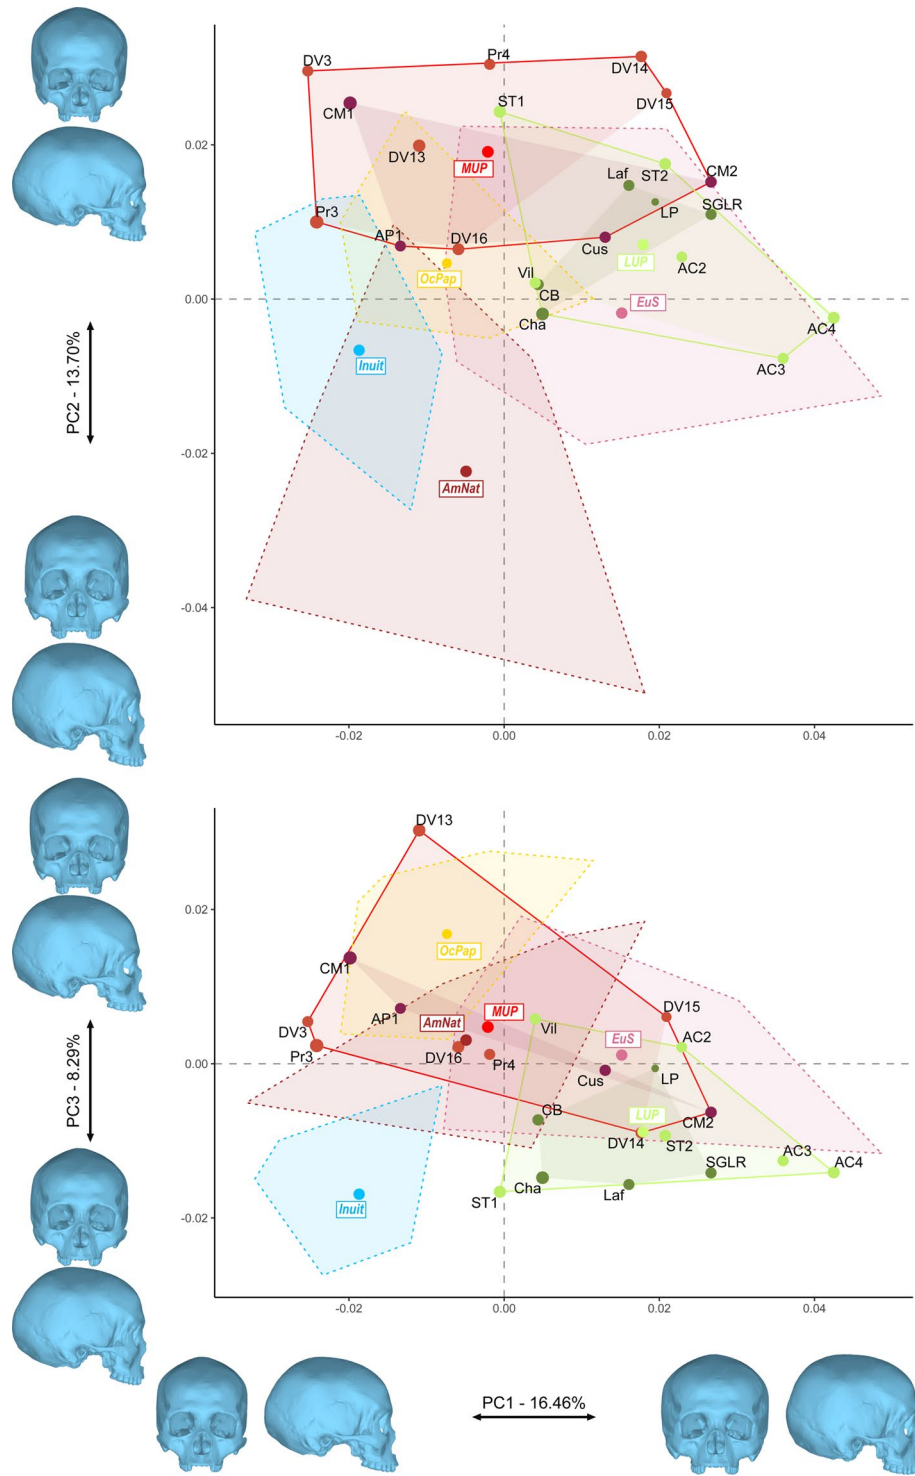 DV3
Pr4
DV14
CM1
DV15
ST1
0.02
DV13
MUP
Laf
ST2
CM2
LP
SGLR
Pr3
AP1
DV16
Cus
OcPap
Vil
LUP
AC2
CB
0.00
EuS
Cha
AC4
Inuit
AC3
PC2 - 13.70%
-0.02
AmNat
-0.04
-0.02
0.00
0.02
0.04
DV13
0.02
OcPap
CM1
AP1
AmNat
MUP
DV15
DV3
Vil
AC2
EuS
Pr3
DV16
Pr4
0.00
Cus
LP
PC3 - 8.29%
CB
LUP
CM2
DV14
ST2
AC3
SGLR
AC4
Cha
Laf
ST1
Inuit
-0.02
-0.02
0.00
0.02
0.04
PC1 - 16.46%